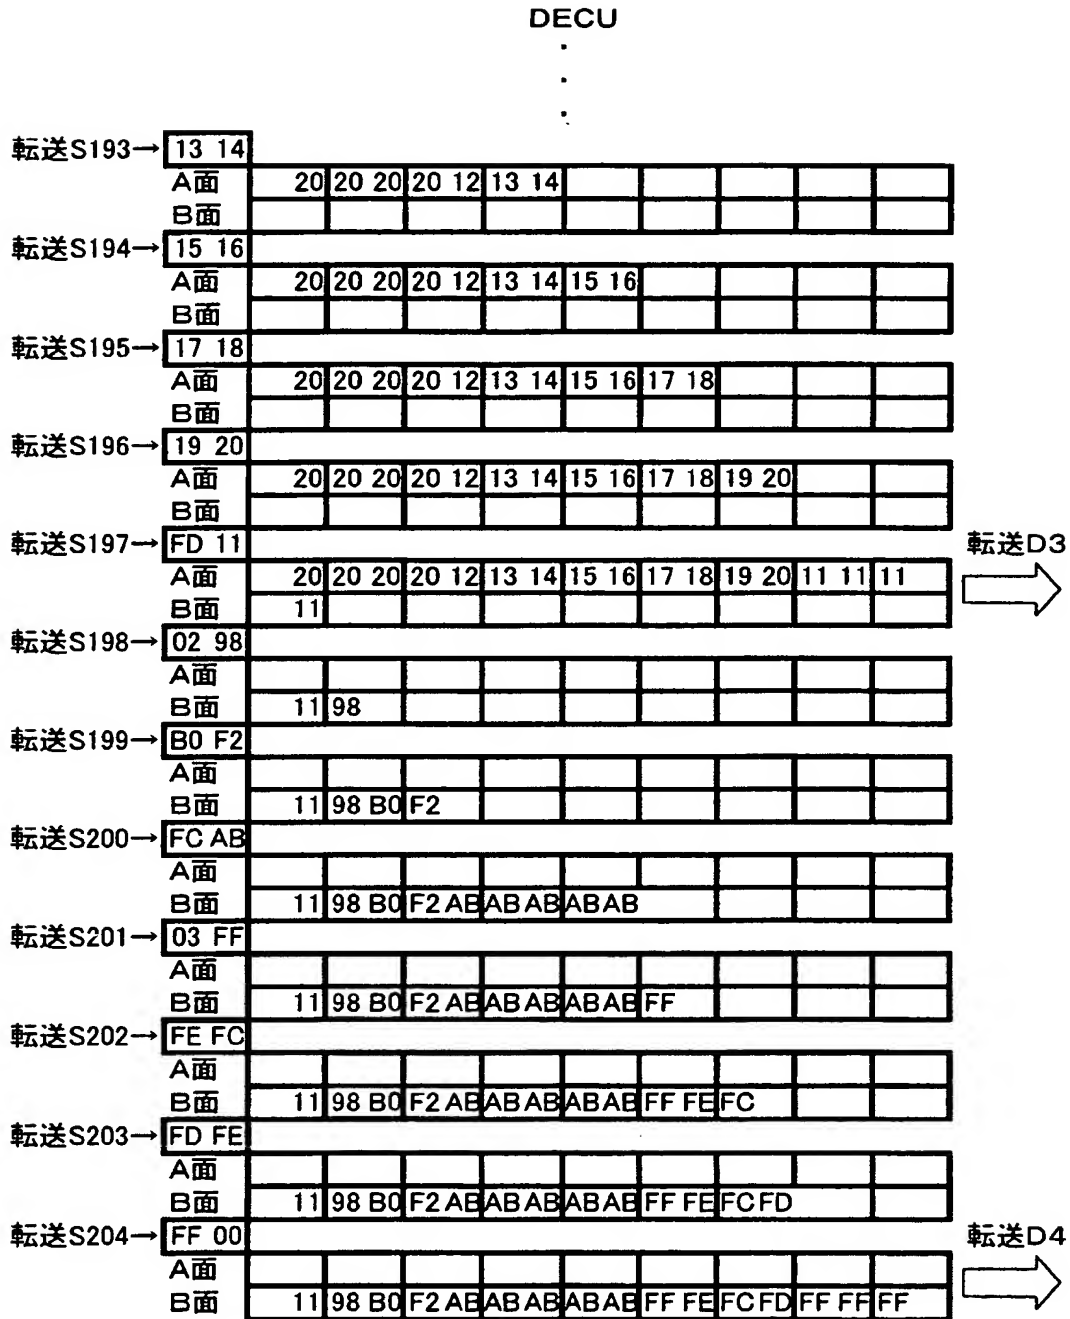 DECU
・
・
・
転送S193→ 13 14
A面 20 20 20 20 12 13 14
B面
転送S194→ 15 16
A面 20 20 20 20 12 13 14 15 16
B面
転送S195→ 17 18
A面 20 20 20 20 12 13 14 15 16 17 18
B面
転送S196→ 19 20
A面 20 20 20 20 12 13 14 15 16 17 18 19 20
B面
転送S197→ FD 11 転送D3
A面 20 20 20 20 12 13 14 15 16 17 18 19 20 11 11 11
B面 11
転送S198→ 02 98
A面
B面 11 98
転送S199→ B0 F2
A面
B面 11 98 B0 F2
転送S200→ FC AB
A面
B面 11 98 B0 F2 AB AB AB AB AB
転送S201→ 03 FF
A面
B面 11 98 B0 F2 AB AB AB AB AB FF
転送S202→ FE FC
A面
B面 11 98 B0 F2 AB AB AB AB AB FF FE FC
転送S203→ FD FE
A面
B面 11 98 B0 F2 AB AB AB AB AB FF FE FC FD
転送S204→ FF 00 転送D4
A面
B面 11 98 B0 F2 AB AB AB AB AB FF FE FC FD FF FF FF